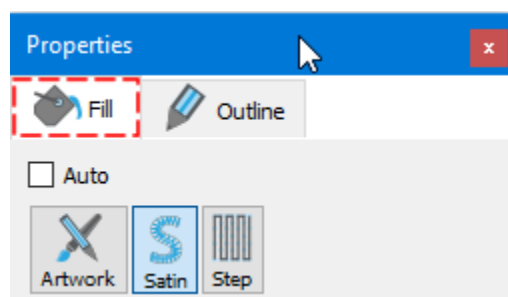 Properties x
Fill Outline
Auto
Artwork Satin Step